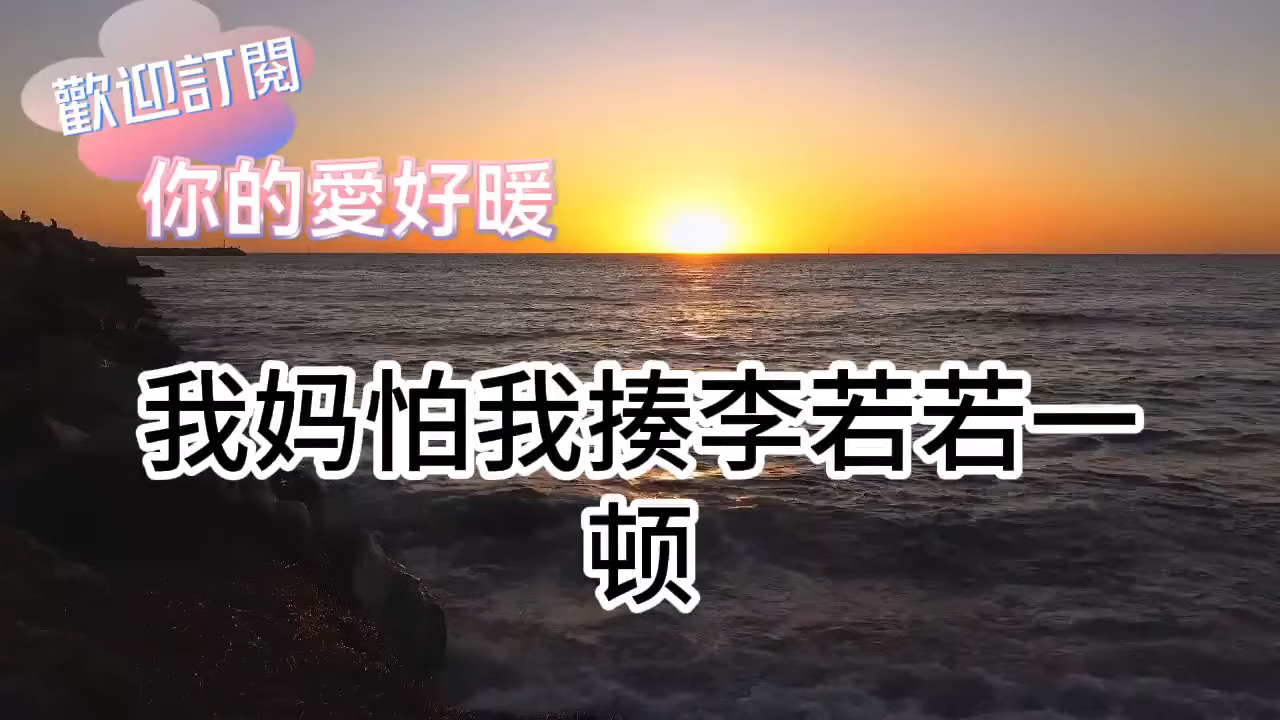 歡迎訂閱
你的愛好暖
我妈怕我揍李若若一
顿